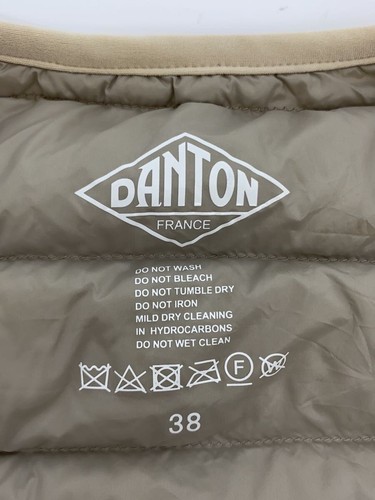 DANTON
FRANCE
DO NOT WASH
DO NOT BLEACH
DO NOT TUMBLE DRY
DO NOT IRON
MILD DRY CLEANING
IN HYDROCARBONS
DO NOT WET CLEAN
F W
38